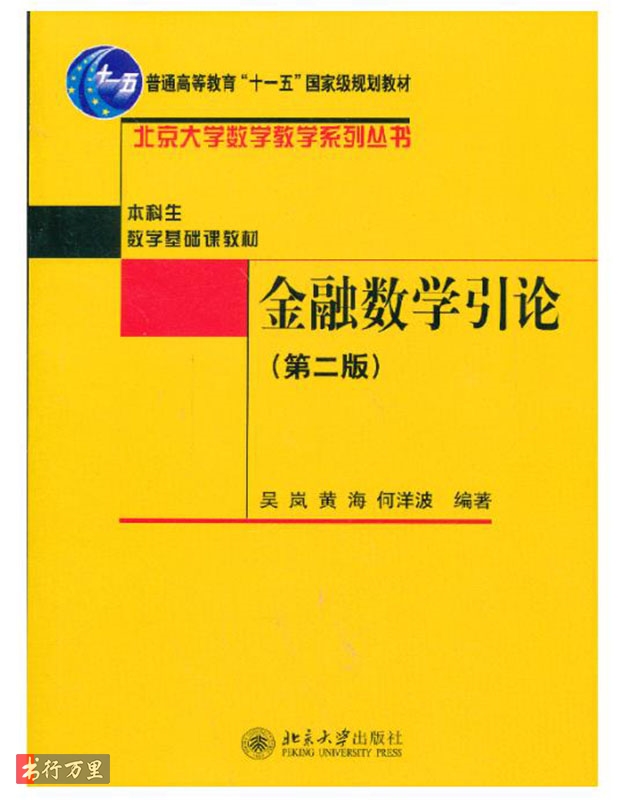 十一五
普通高等教育“十一五”国家级规划教材
北京大学数学教学系列丛书
本科生
数学基础课教材
金融数学引论
（第二版）
吴 岚 黄 海 何洋波 编著
北京大学出版社
PEKING UNIVERSITY PRESS
书行万里